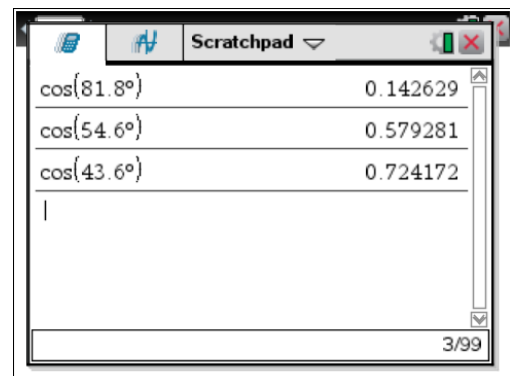 Scratchpad
cos(81.8°) 0.142629
cos(54.6°) 0.579281
cos(43.6°) 0.724172
3/99